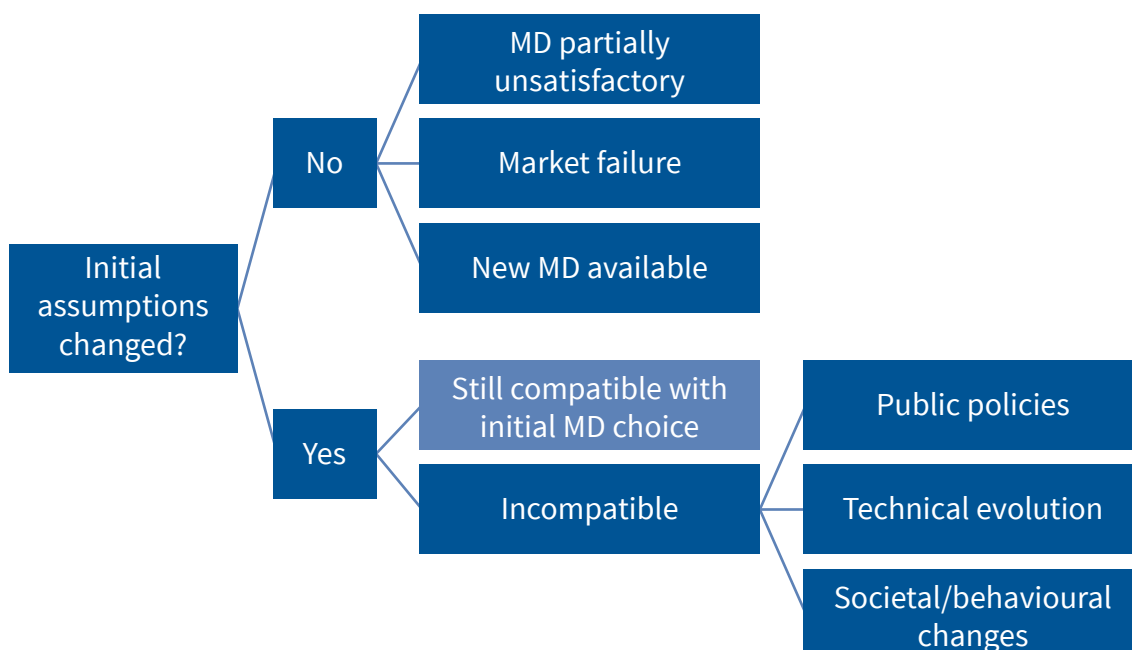 Initial
assumptions
changed?
No
MD partially
unsatisfactory
Market failure
New MD available
Yes
Still compatible with
initial MD choice
Incompatible
Public policies
Technical evolution
Societal/behavioural
changes